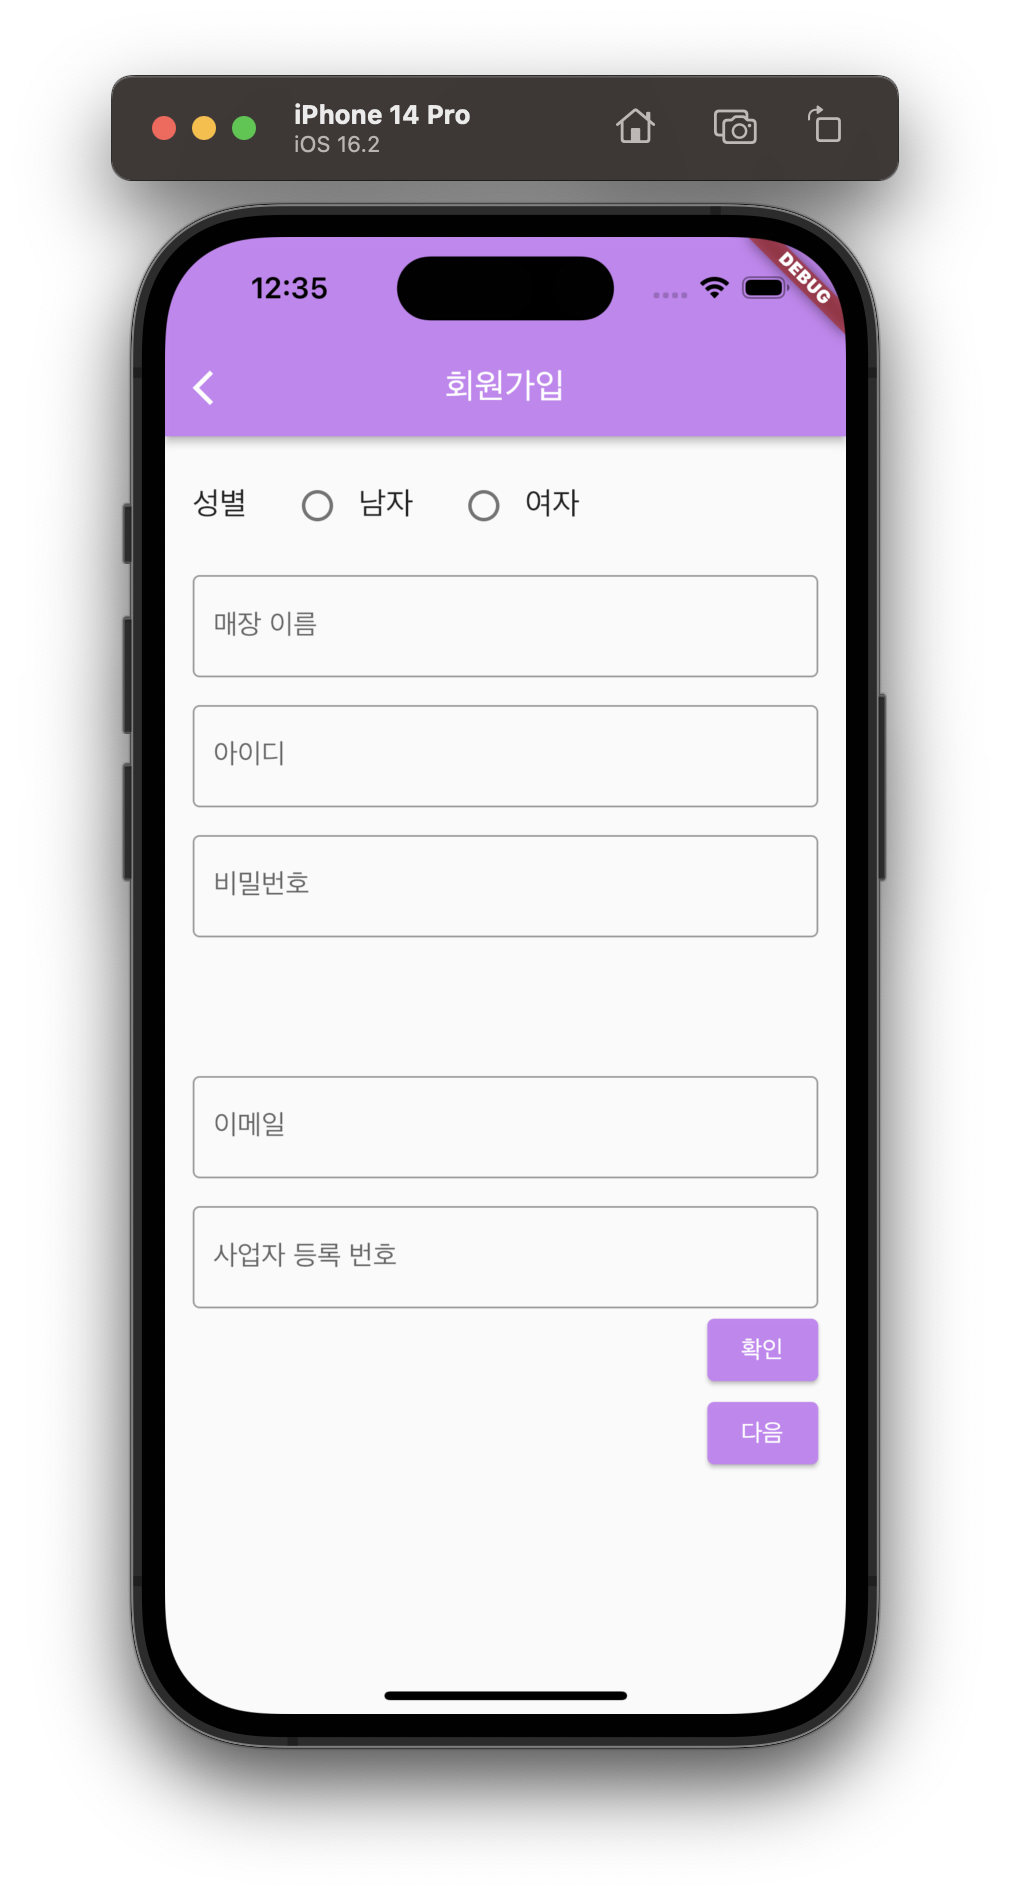 iPhone 14 Pro
iOS 16.2
12:35
DEBUG
회원가입
성별 남자 여자
매장 이름
아이디
비밀번호
이메일
사업자 등록 번호
확인
다음